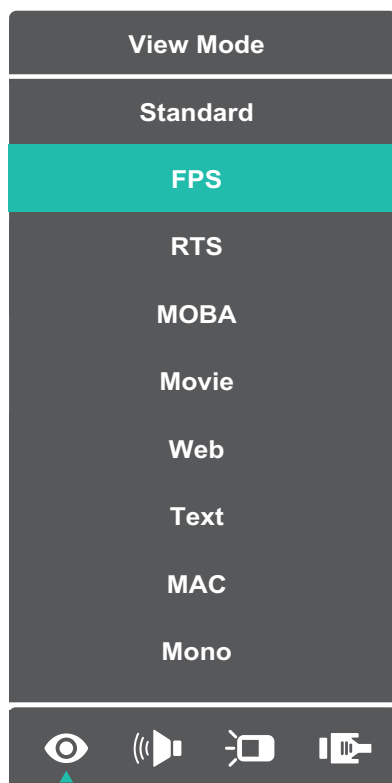 View Mode
Standard
FPS
RTS
MOBA
Movie
Web
Text
MAC
Mono